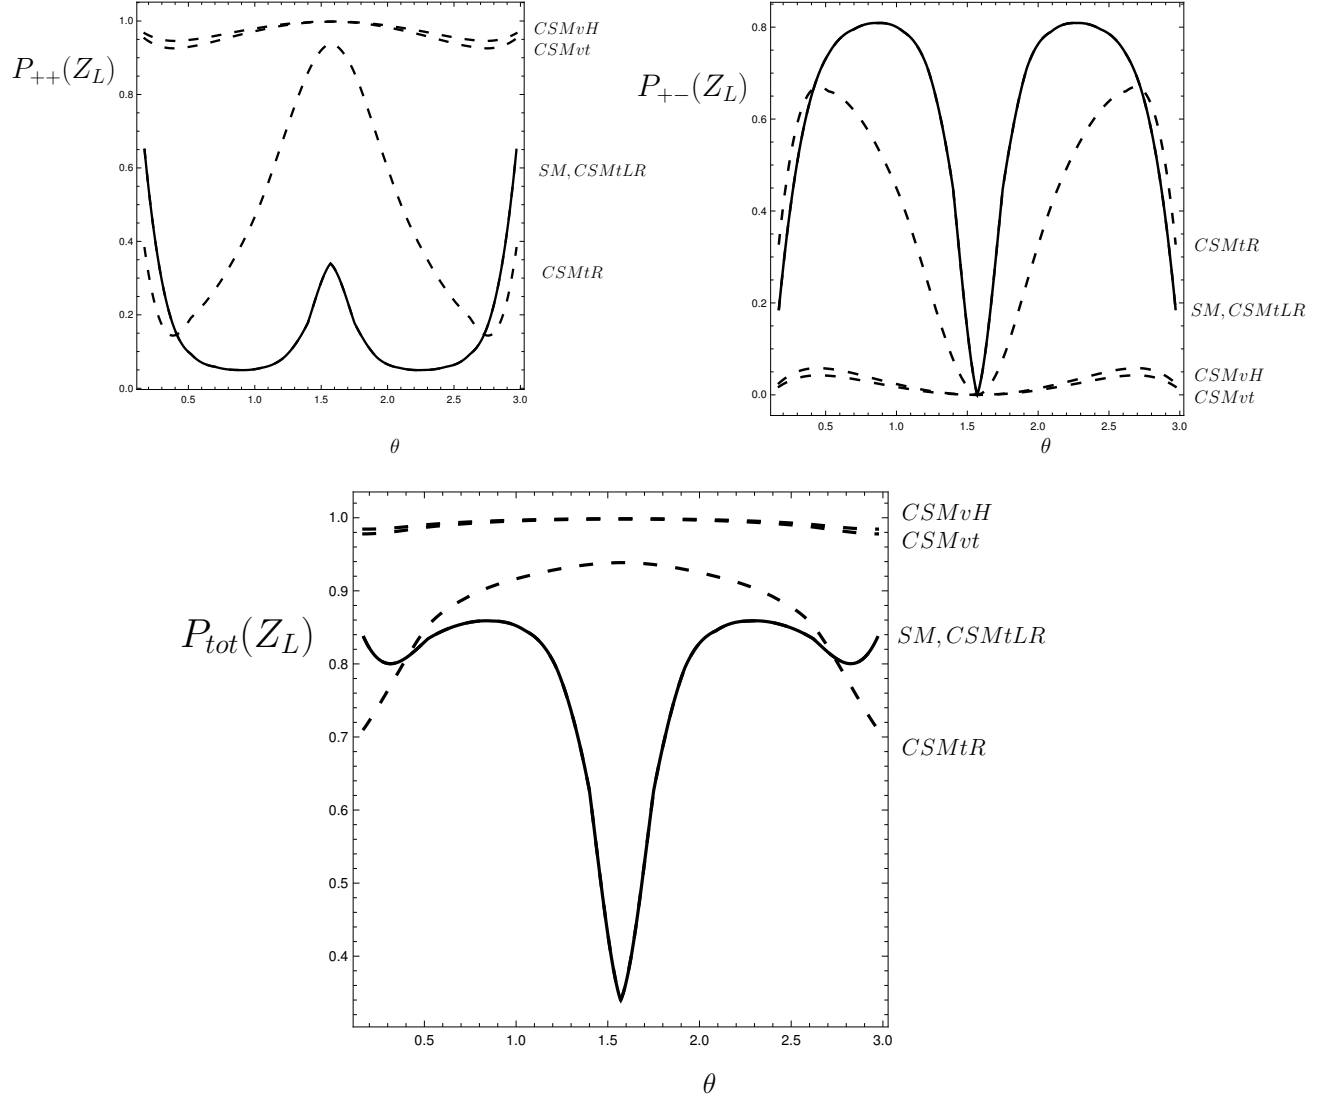 P_{++}(Z_L)
1.0
0.8
0.6
0.4
0.2
0.0
0.5 1.0 1.5 2.0 2.5 3.0
θ
CSMvH
CSMvt
SM, CSMtLR
CSMtR
P_{+-}(Z_L)
0.8
0.6
0.4
0.2
0.0
0.5 1.0 1.5 2.0 2.5 3.0
θ
CSMtR
SM, CSMtLR
CSMvH
CSMvt
P_{tot}(Z_L)
1.0
0.9
0.8
0.7
0.6
0.5
0.4
0.5 1.0 1.5 2.0 2.5 3.0
θ
CSMvH
CSMvt
SM, CSMtLR
CSMtR